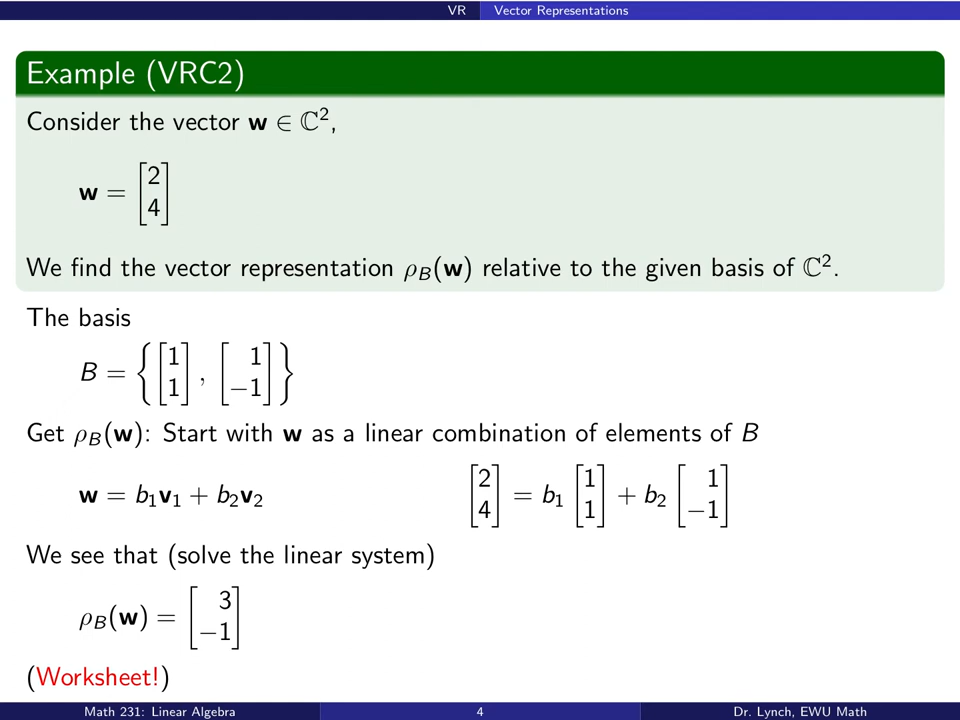 VR Vector Representations
Example (VRC2)
Consider the vector w ∈ ℂ²,
w = [2 4]
We find the vector representation ρ_B(w) relative to the given basis of ℂ².
The basis
B = { [1 1], [1 −1] }
Get ρ_B(w): Start with w as a linear combination of elements of B
w = b₁v₁ + b₂v₂ [2 4] = b₁ [1 1] + b₂ [1 −1]
We see that (solve the linear system)
ρ_B(w) = [3 −1]
(Worksheet!)
Math 231: Linear Algebra 4 Dr. Lynch, EWU Math